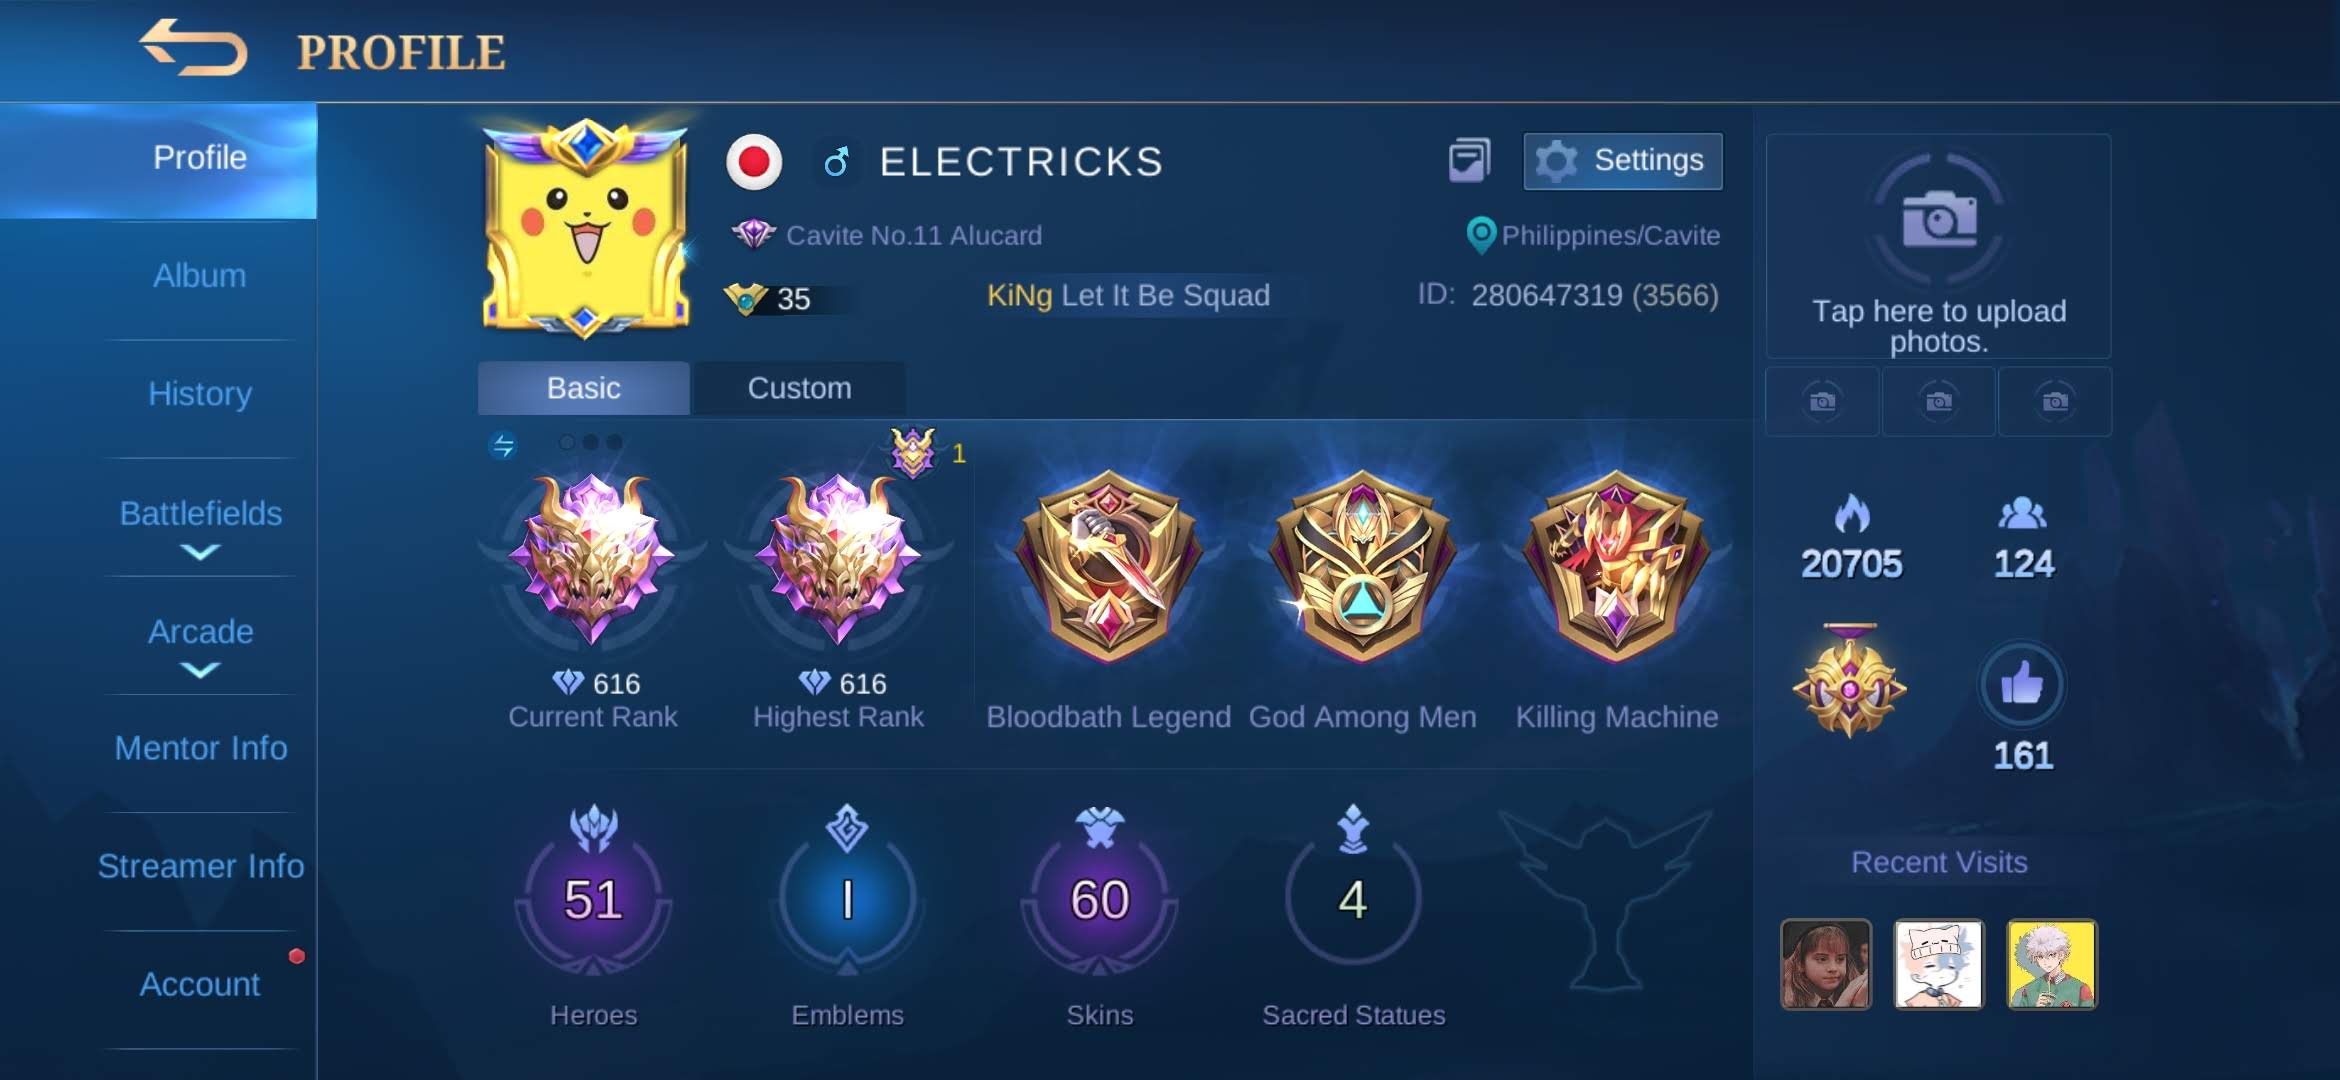 PROFILE
Profile
Album
History
Battlefields
Arcade
Mentor Info
Streamer Info
Account
ELECTRICKS
Settings
Cavite No.11 Alucard
Philippines/Cavite
35
KiNg Let It Be Squad
ID: 280647319 (3566)
Basic
Custom
1
616
Current Rank
616
Highest Rank
Bloodbath Legend
God Among Men
Killing Machine
51
Heroes
I
Emblems
60
Skins
4
Sacred Statues
Tap here to upload
photos.
20705
124
161
Recent Visits